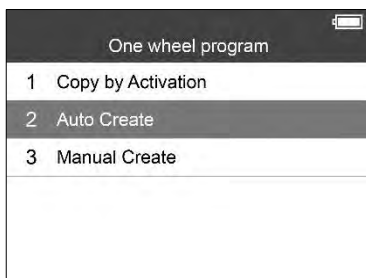 One wheel program
1 Copy by Activation
2 Auto Create
3 Manual Create